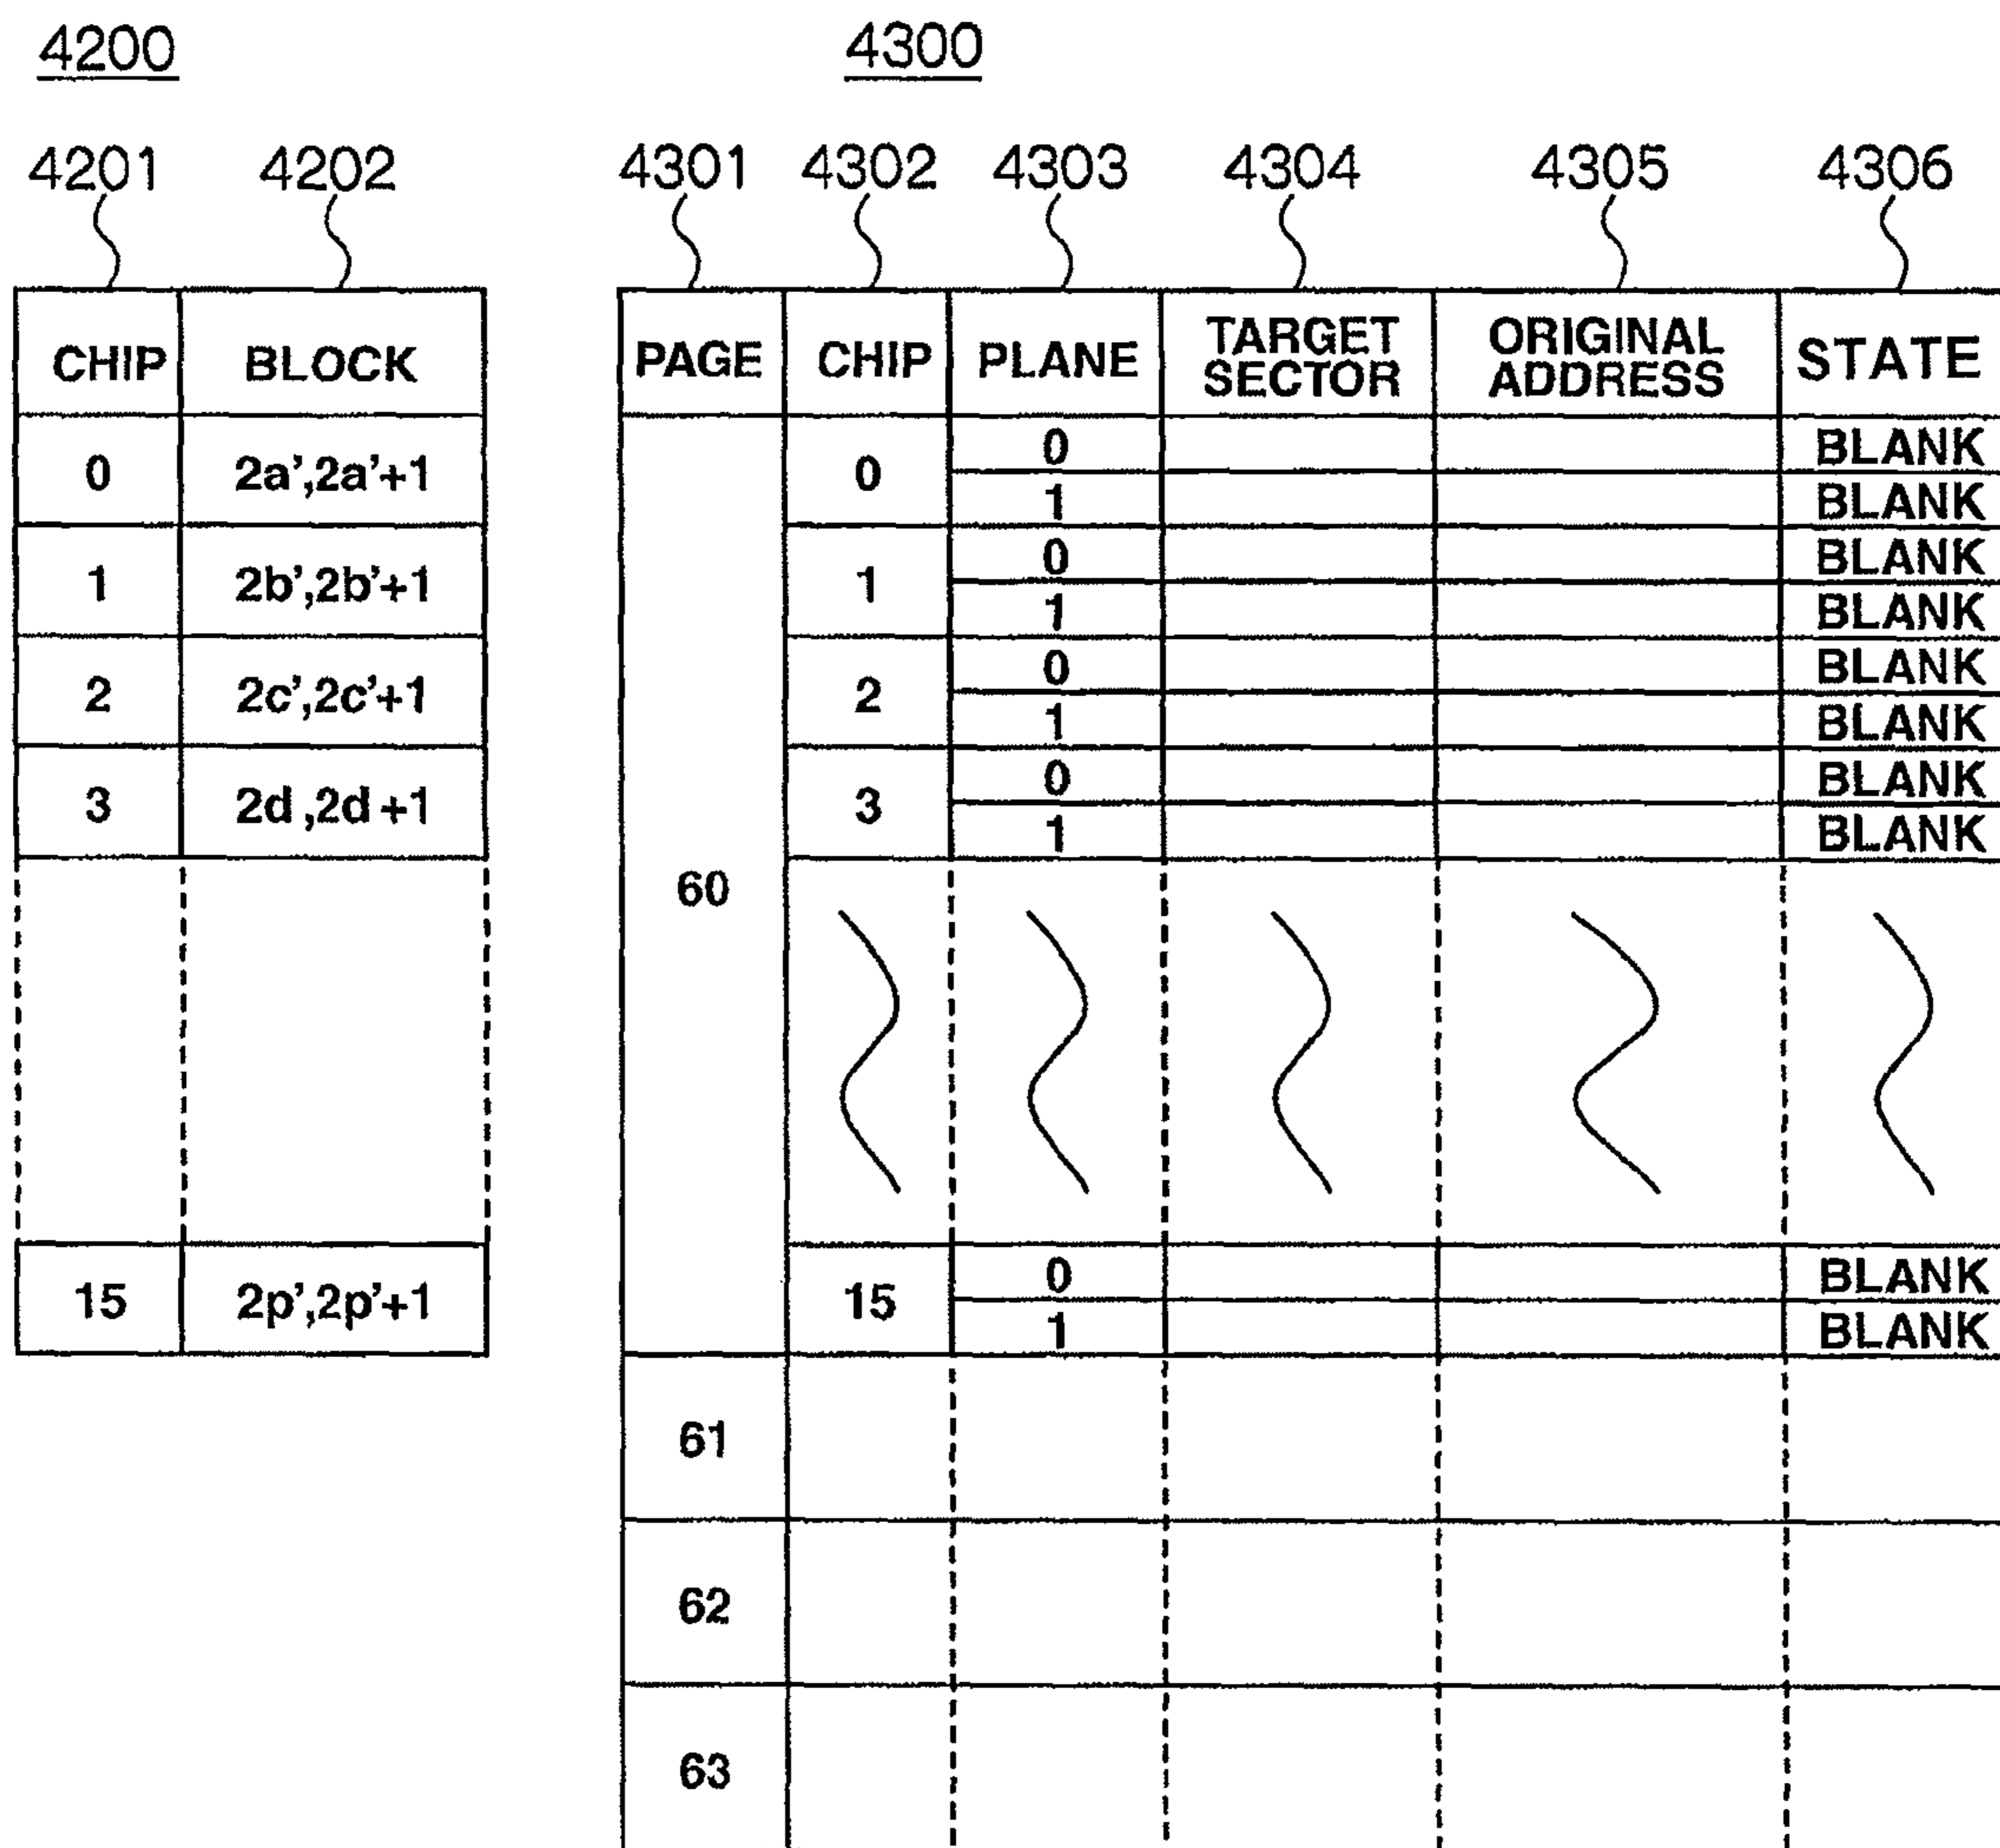 4200
4300
4201 4202
4301 4302 4303 4304 4305 4306
CHIP BLOCK
0 2a',2a'+1
1 2b',2b'+1
2 2c',2c'+1
3 2d ,2d +1
15 2p',2p'+1
PAGE CHIP PLANE TARGET SECTOR ORIGINAL ADDRESS STATE
60
0 0 BLANK
1 BLANK
1 0 BLANK
1 BLANK
2 0 BLANK
1 BLANK
3 0 BLANK
1 BLANK
15 0 BLANK
1 BLANK
61
62
63